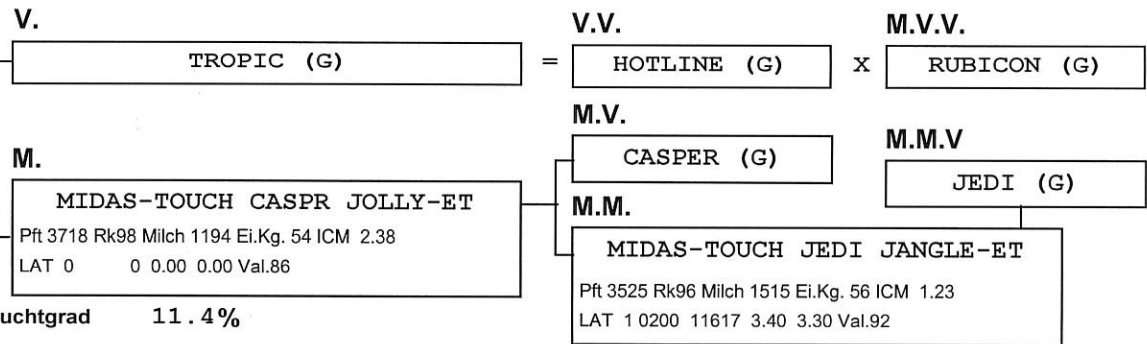 V.
TROPIC (G)
=
V.V.
HOTLINE (G)
X
M.V.V.
RUBICON (G)
M.V.
CASPER (G)
M.M.V
JEDI (G)
M.
MIDAS-TOUCH CASPR JOLLY-ET
Pft 3718 Rk98 Milch 1194 Ei.Kg. 54 ICM 2.38
LAT 0 0 0.00 0.00 Val.86
M.M.
MIDAS-TOUCH JEDI JANGLE-ET
Pft 3525 Rk96 Milch 1515 Ei.Kg. 56 ICM 1.23
LAT 1 0200 11617 3.40 3.30 Val.92
uchtgrad 11.4%